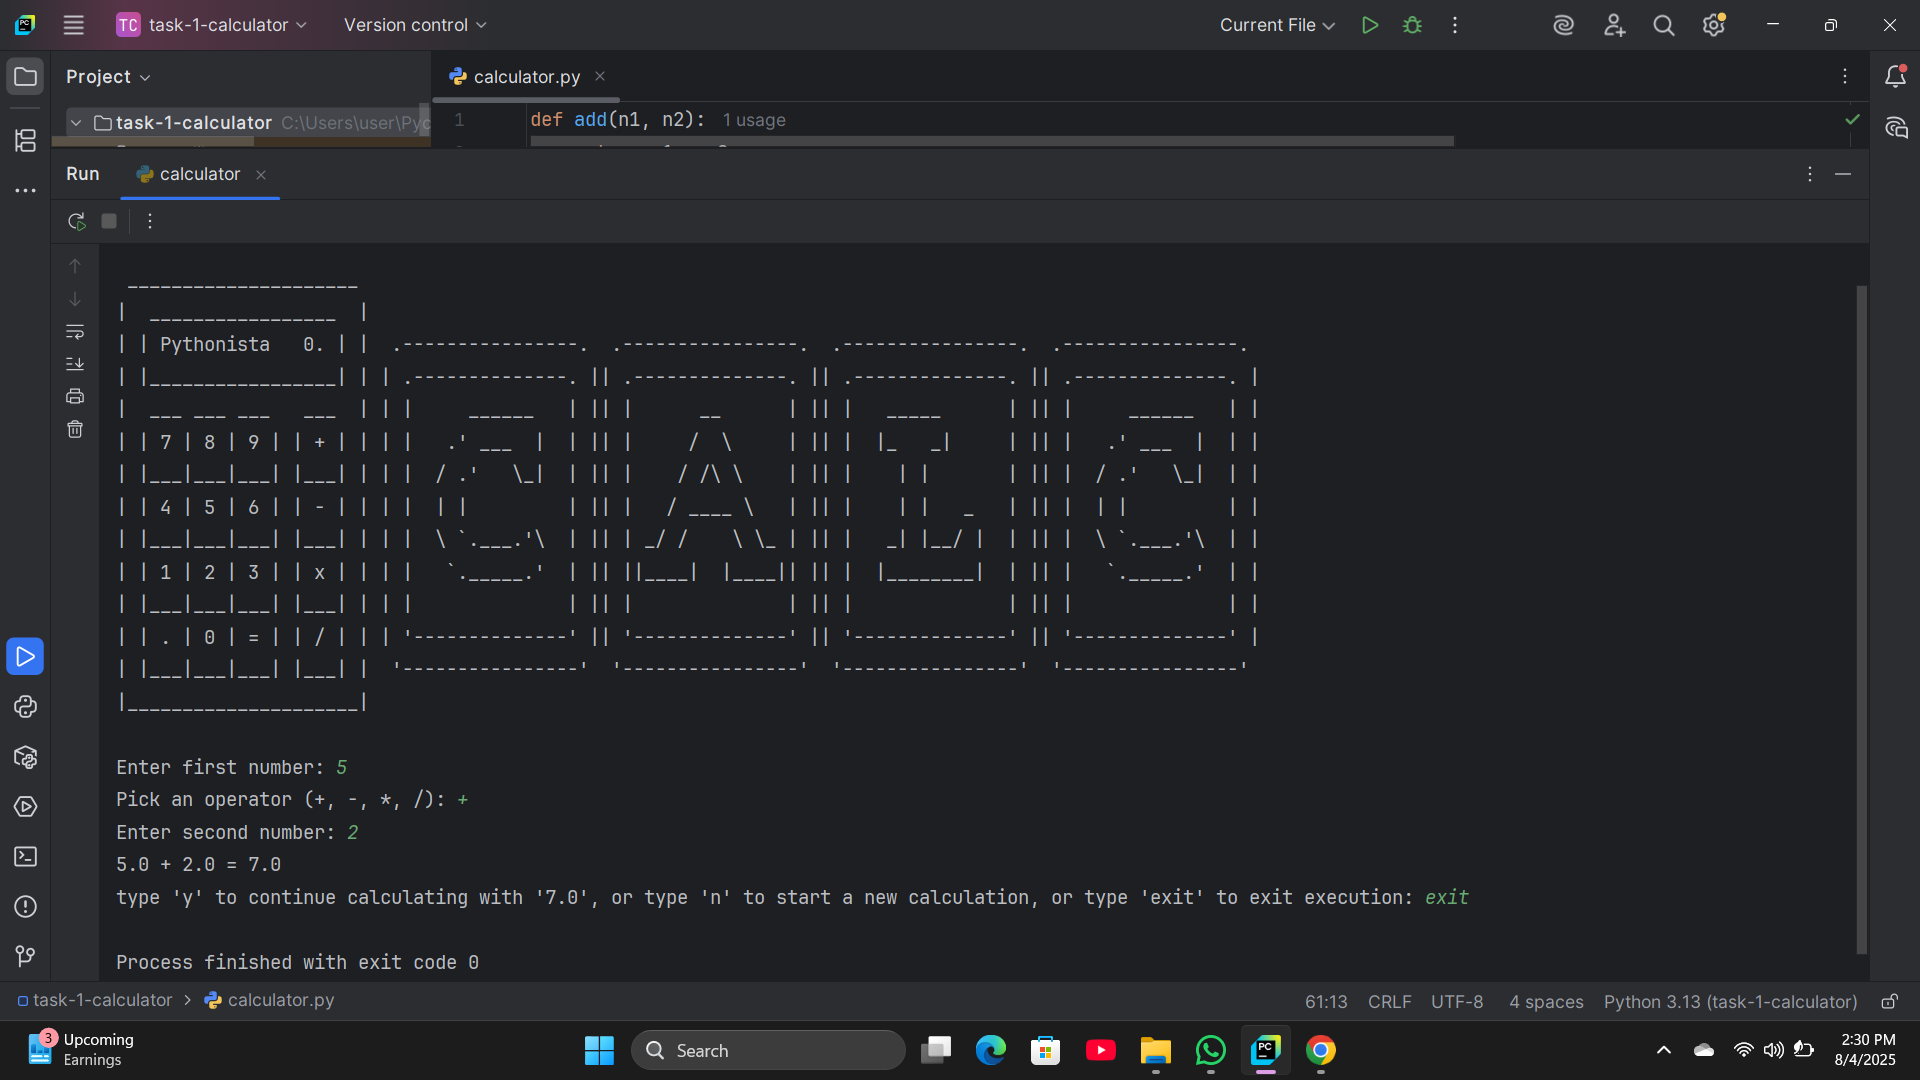 TC task-1-calculator Version control Current File
Project
calculator.py
task-1-calculator C:\Users\user\Pyc
1 def add(n1, n2): 1 usage
Run calculator
 _____________________
|  _________________  |
| | Pythonista   0. | |  .----------------.  .----------------.  .----------------.  .----------------.
| |_________________| | | .--------------. || .--------------. || .--------------. || .--------------. |
|  ___ ___ ___   ___  | | |     ______   | || |      __      | || |   _____      | || |     ______   | |
| | 7 | 8 | 9 | | + | | | |   .' ___  |  | || |     /  \     | || |  |_   _|     | || |   .' ___  |  | |
| |___|___|___| |___| | | |  / .'   \_|  | || |    / /\ \    | || |    | |       | || |  / .'   \_|  | |
| | 4 | 5 | 6 | | - | | | |  | |         | || |   / ____ \   | || |    | |   _   | || |  | |         | |
| |___|___|___| |___| | | |  \ `.___.'\  | || | _/ /    \ \_ | || |   _| |__/ |  | || |  \ `.___.'\  | |
| | 1 | 2 | 3 | | x | | | |   `._____.'  | || ||____|  |____|| || |  |________|  | || |   `._____.'  | |
| |___|___|___| |___| | | |              | || |              | || |              | || |              | |
| | . | 0 | = | | / | | | '--------------' || '--------------' || '--------------' || '--------------' |
| |___|___|___| |___| |  '----------------'  '----------------'  '----------------'  '----------------'
|_____________________|
Enter first number: 5
Pick an operator (+, -, *, /): +
Enter second number: 2
5.0 + 2.0 = 7.0
type 'y' to continue calculating with '7.0', or type 'n' to start a new calculation, or type 'exit' to exit execution: exit
Process finished with exit code 0
task-1-calculator > calculator.py 61:13 CRLF UTF-8 4 spaces Python 3.13 (task-1-calculator)
3 Upcoming
Earnings
Search
PC
2:30 PM
8/4/2025